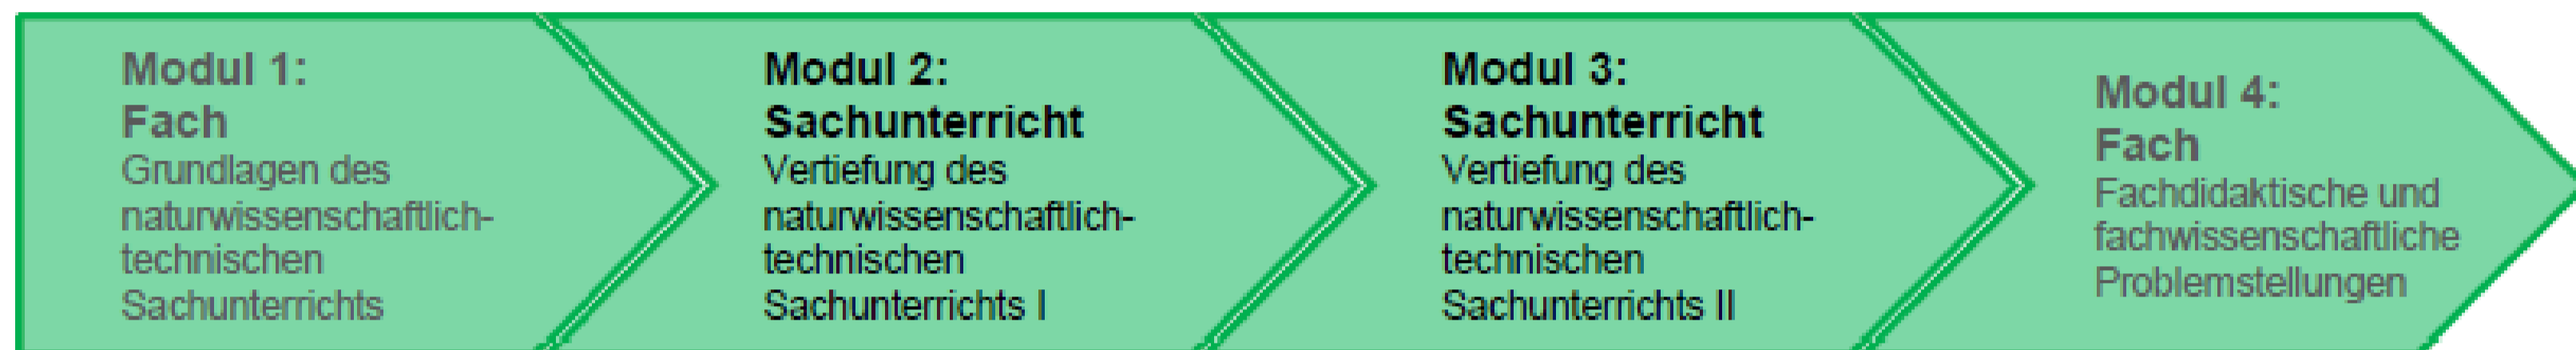 Modul 1:
Fach
Grundlagen des
naturwissenschaftlich-
technischen
Sachunterrichts
Modul 2:
Sachunterricht
Vertiefung des
naturwissenschaftlich-
technischen
Sachunterrichts I
Modul 3:
Sachunterricht
Vertiefung des
naturwissenschaftlich-
technischen
Sachunterrichts II
Modul 4:
Fach
Fachdidaktische und
fachwissenschaftliche
Problemstellungen